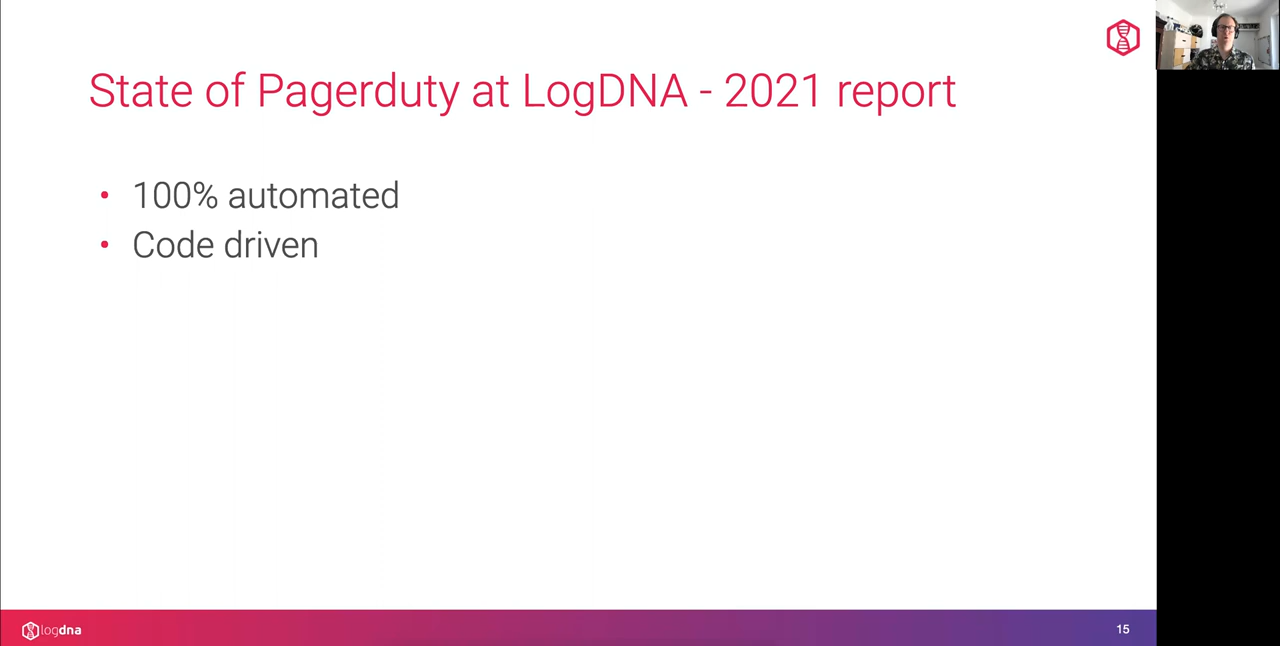 State of Pagerduty at LogDNA - 2021 report
• 100% automated
• Code driven
logdna
15